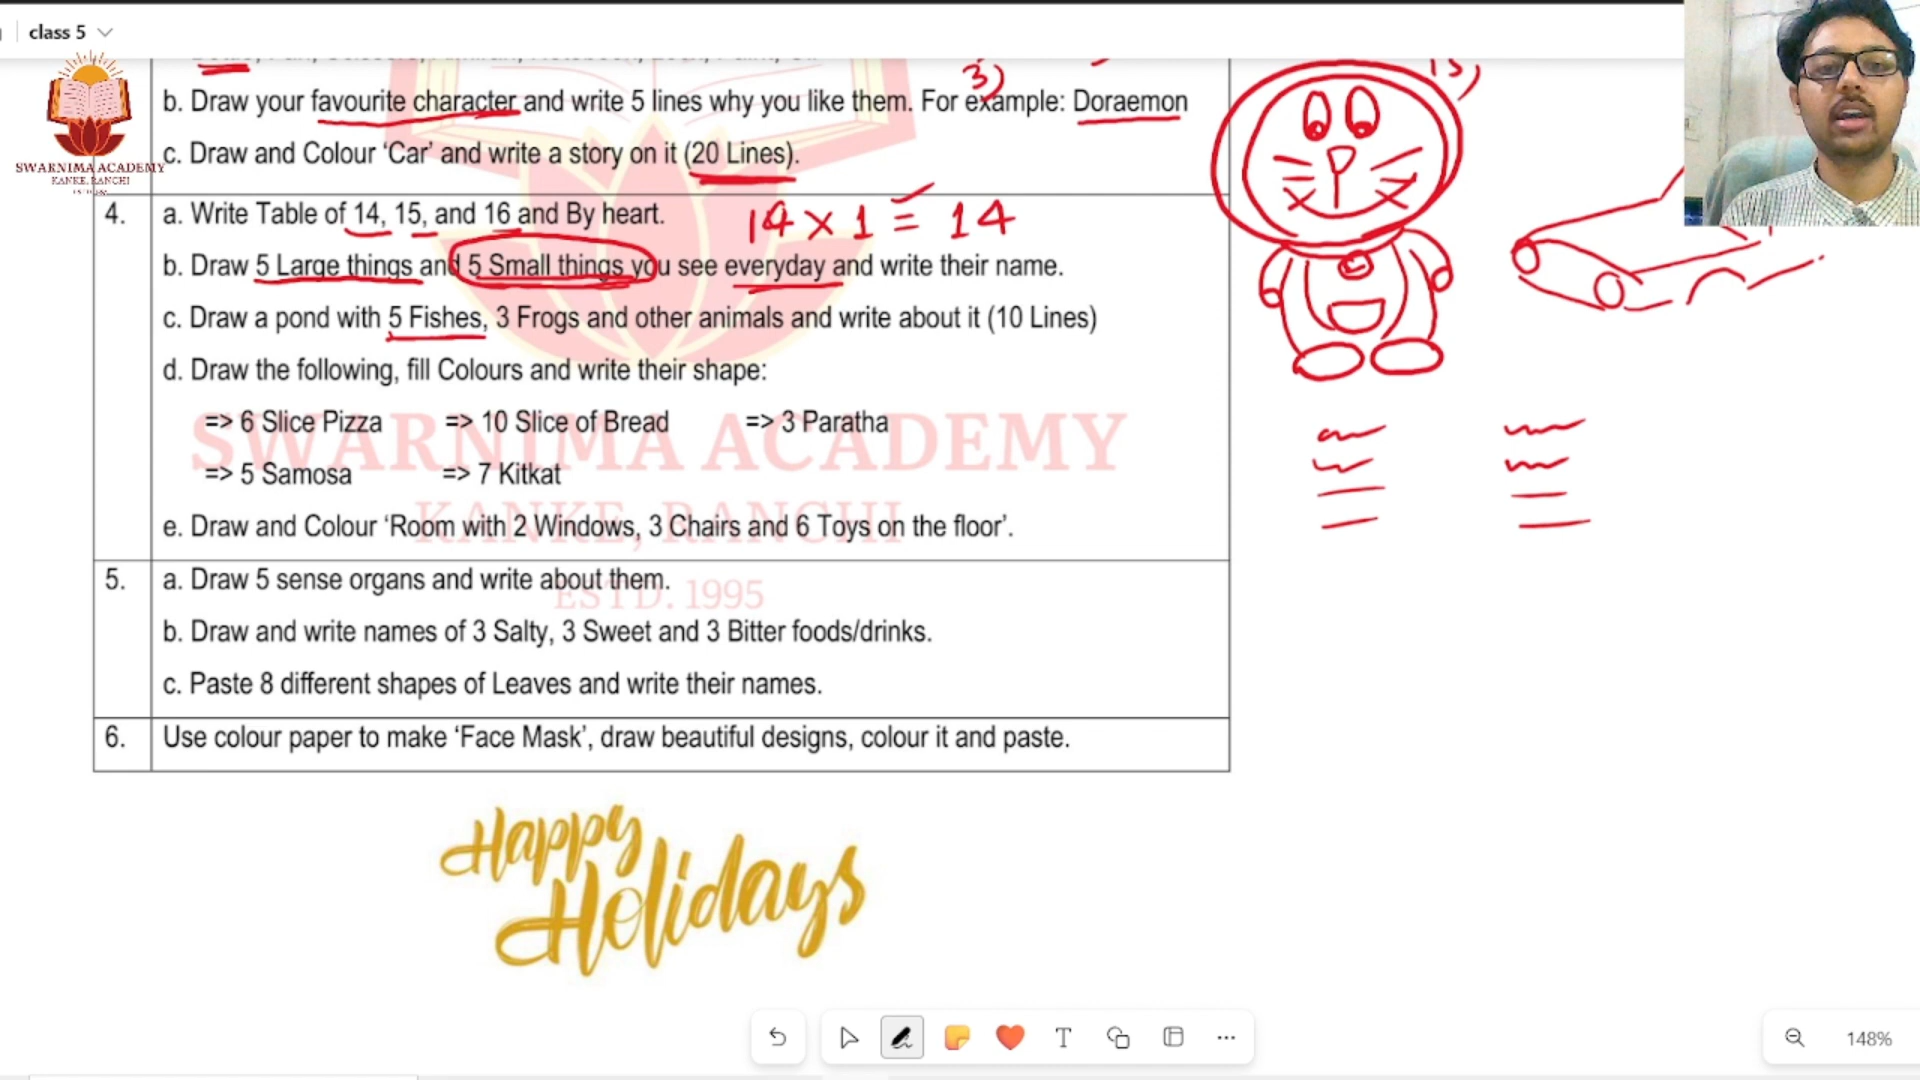 class 5
SWARNIMA ACADEMY
KANKE, RANCHI
3)
b. Draw your favourite character and write 5 lines why you like them. For example: Doraemon
c. Draw and Colour ‘Car’ and write a story on it (20 Lines).
4. a. Write Table of 14, 15, and 16 and By heart.
14 × 1 = 14
b. Draw 5 Large things and 5 Small things you see everyday and write their name.
c. Draw a pond with 5 Fishes, 3 Frogs and other animals and write about it (10 Lines)
d. Draw the following, fill Colours and write their shape:
=> 6 Slice Pizza => 10 Slice of Bread => 3 Paratha
SWARNIMA ACADEMY
=> 5 Samosa => 7 Kitkat
KANKE, RANCHI
e. Draw and Colour ‘Room with 2 Windows, 3 Chairs and 6 Toys on the floor’.
5. a. Draw 5 sense organs and write about them.
ESTD. 1995
b. Draw and write names of 3 Salty, 3 Sweet and 3 Bitter foods/drinks.
c. Paste 8 different shapes of Leaves and write their names.
6. Use colour paper to make ‘Face Mask’, draw beautiful designs, colour it and paste.
Happy
Holidays
T
148%